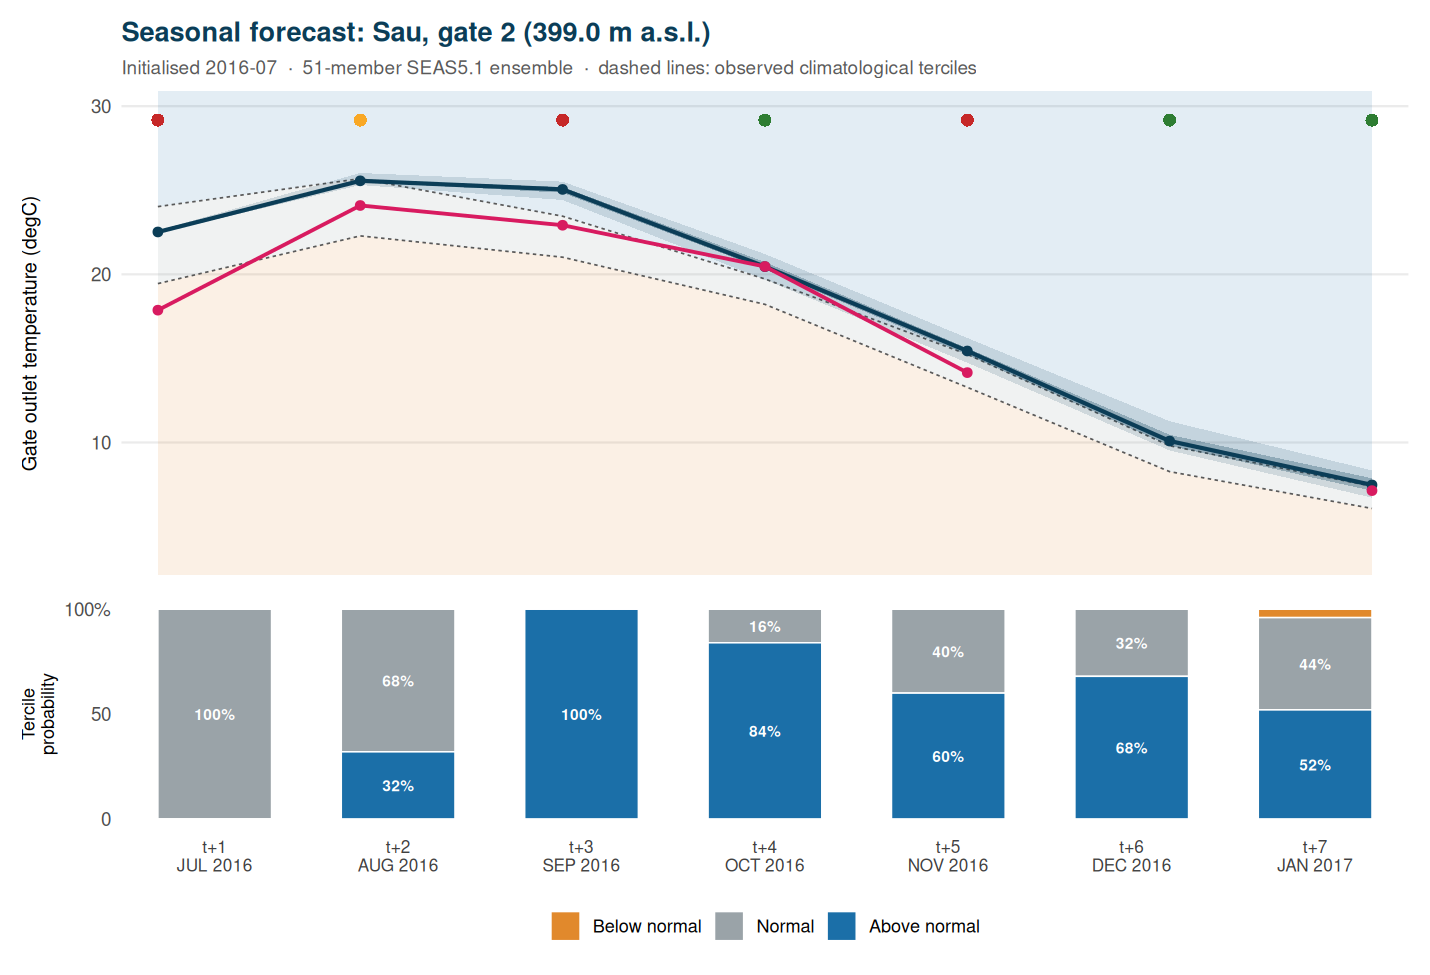 Seasonal forecast: Sau, gate 2 (399.0 m a.s.l.)
Initialised 2016-07 · 51-member SEAS5.1 ensemble · dashed lines: observed climatological terciles
Gate outlet temperature (degC)
30
20
10
Tercile
probability
100%
50
0
100%
68%
32%
100%
16%
84%
40%
60%
32%
68%
44%
52%
t+1
JUL 2016
t+2
AUG 2016
t+3
SEP 2016
t+4
OCT 2016
t+5
NOV 2016
t+6
DEC 2016
t+7
JAN 2017
Below normal
Normal
Above normal